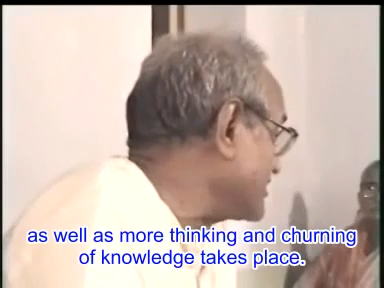 as well as more thinking and churning
of knowledge takes place.